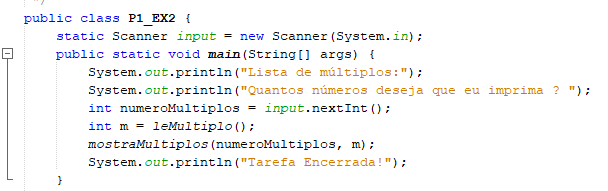 */
public class P1_EX2 {
static Scanner input = new Scanner(System.in);
public static void main(String[] args) {
System.out.println("Lista de múltiplos:");
System.out.println("Quantos números deseja que eu imprima ? ");
int numeroMultiplos = input.nextInt();
int m = leMultiplo();
mostraMultiplos(numeroMultiplos, m);
System.out.println("Tarefa Encerrada!");
}